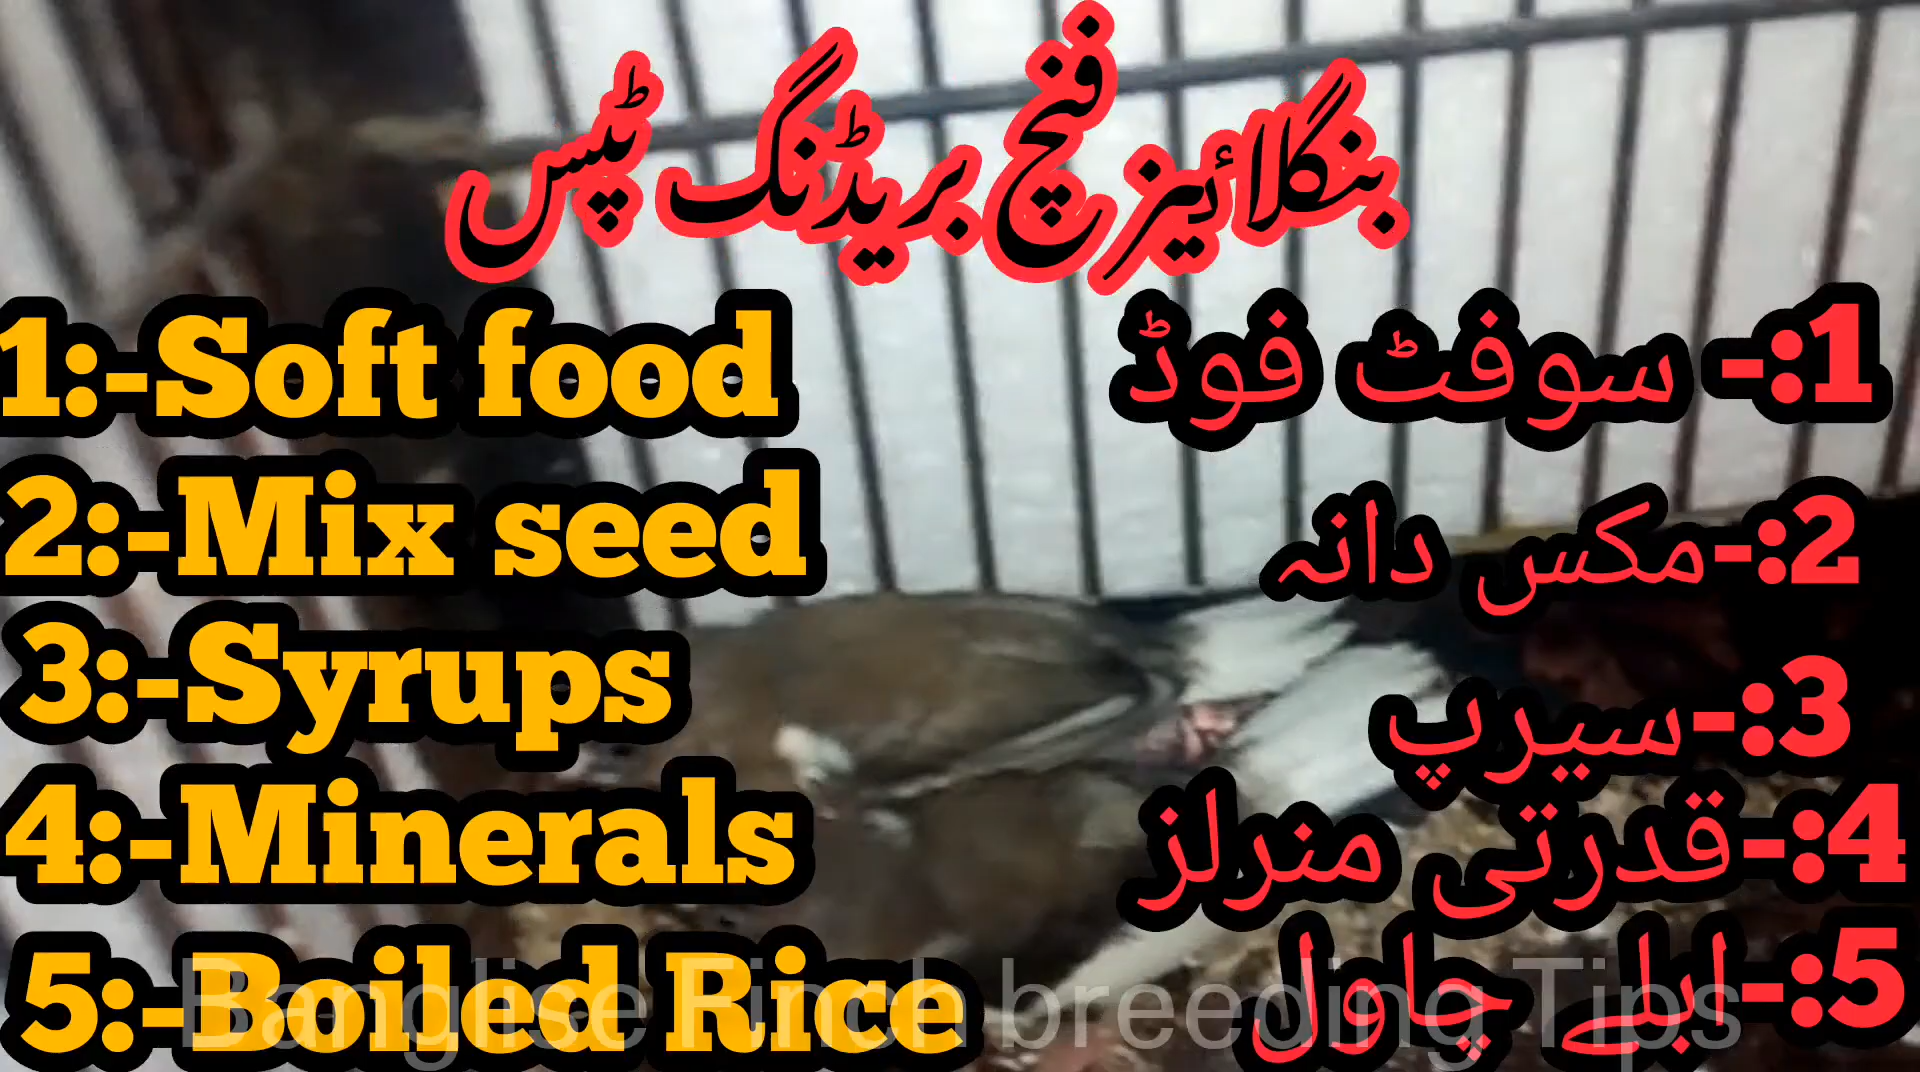 بنگلائیز فنچ بریڈنگ ٹپس
1:-Soft food
1:- سوفٹ فوڈ
2:-Mix seed
2:-مکس دانہ
3:-Syrups
3:-سیرپ
4:-Minerals
4:-قدرتی منرلز
5:-Boiled Rice
5:-ابلے چاول
Banglise Finch breeding Tips